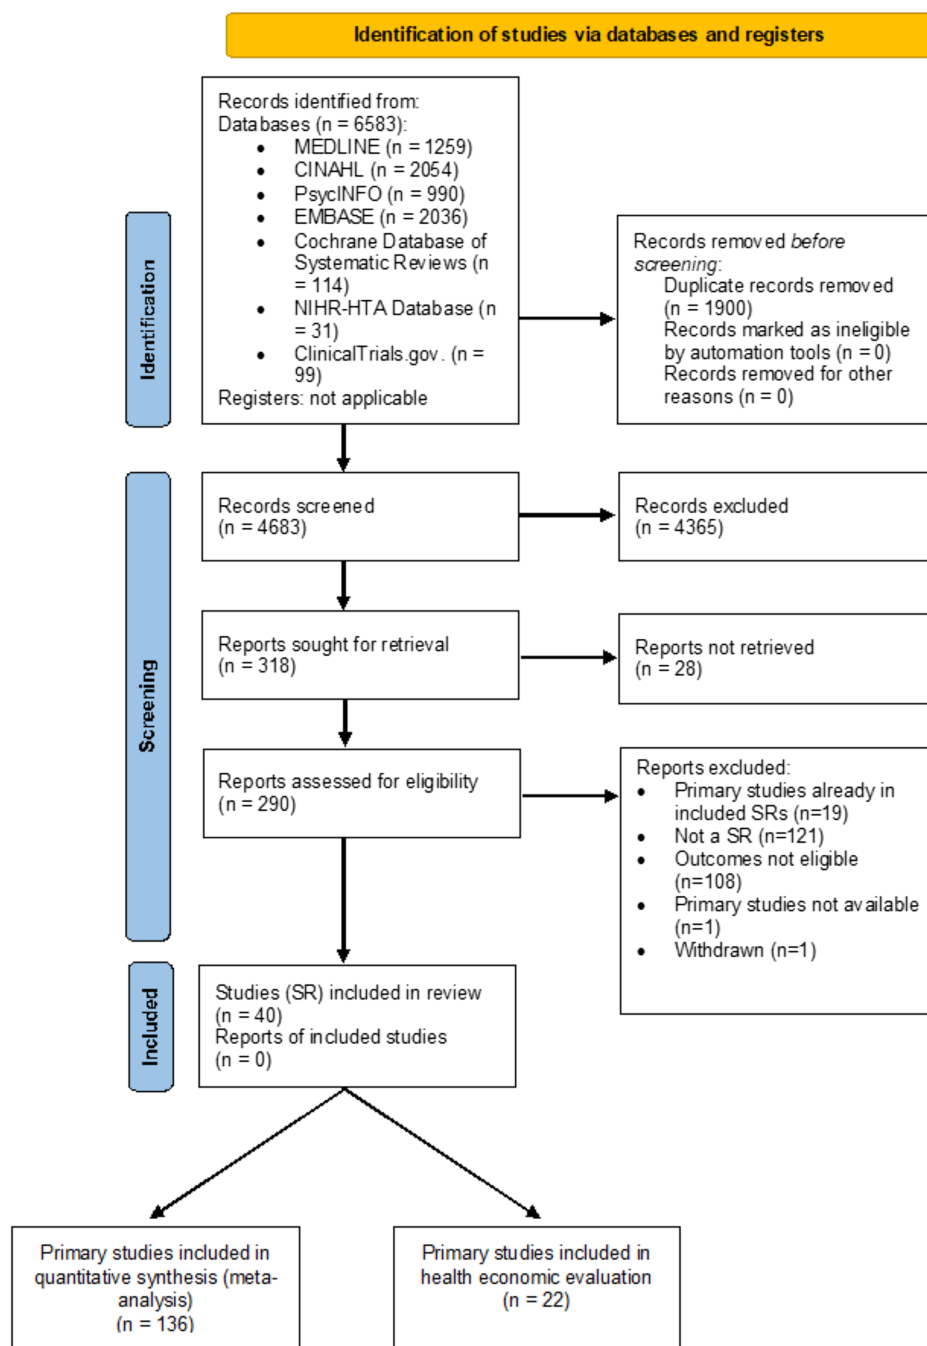 Identification of studies via databases and registers
Records identified from:
Databases (n = 6583):
• MEDLINE (n = 1259)
• CINAHL (n = 2054)
• PsycINFO (n = 990)
• EMBASE (n = 2036)
• Cochrane Database of
Systematic Reviews (n
= 114)
• NIHR-HTA Database (n
= 31)
• ClinicalTrials.gov. (n =
99)
Registers: not applicable
Identification
Records removed before
screening:
Duplicate records removed
(n = 1900)
Records marked as ineligible
by automation tools (n = 0)
Records removed for other
reasons (n = 0)
Screening
Records screened
(n = 4683)
Records excluded
(n = 4365)
Reports sought for retrieval
(n = 318)
Reports not retrieved
(n = 28)
Reports assessed for eligibility
(n = 290)
Reports excluded:
• Primary studies already in
included SRs (n=19)
• Not a SR (n=121)
• Outcomes not eligible
(n=108)
• Primary studies not available
(n=1)
• Withdrawn (n=1)
Included
Studies (SR) included in review
(n = 40)
Reports of included studies
(n = 0)
Primary studies included in
quantitative synthesis (meta-
analysis)
(n = 136)
Primary studies included in
health economic evaluation
(n = 22)